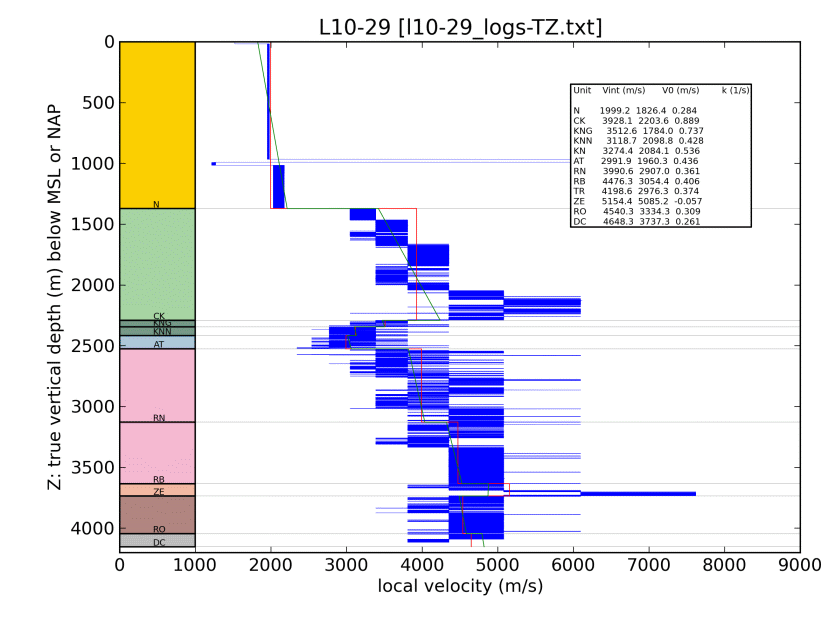 L10-29 [l10-29_logs-TZ.txt]
Z: true vertical depth (m) below MSL or NAP
0
500
1000
1500
2000
2500
3000
3500
4000
N
CK
KNG
KNN
AT
RN
RB
ZE
RO
DC
Unit Vint (m/s) V0 (m/s) k (1/s)
N 1999.2 1826.4 0.284
CK 3928.1 2203.6 0.889
KNG 3512.6 1784.0 0.737
KNN 3118.7 2098.8 0.428
KN 3274.4 2084.1 0.536
AT 2991.9 1960.3 0.436
RN 3990.6 2907.0 0.361
RB 4476.3 3054.4 0.406
TR 4198.6 2976.3 0.374
ZE 5154.4 5085.2 -0.057
RO 4540.3 3334.3 0.309
DC 4648.3 3737.3 0.261
0 1000 2000 3000 4000 5000 6000 7000 8000 9000
local velocity (m/s)